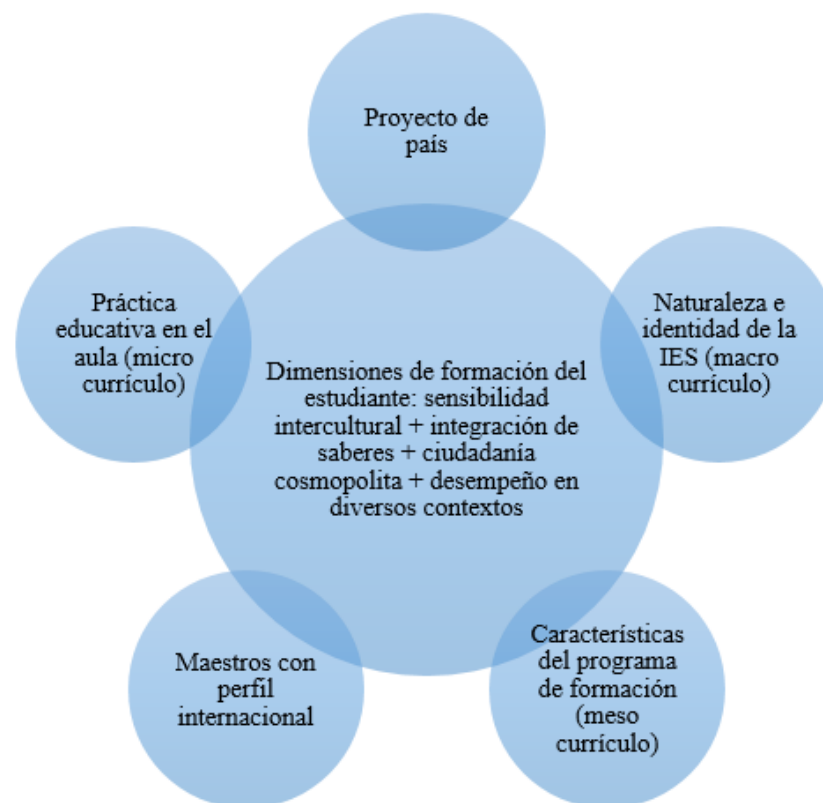 Proyecto de
país
Práctica
educativa en el
aula (micro
currículo)
Naturaleza e
identidad de la
IES (macro
currículo)
Dimensiones de formación del
estudiante: sensibilidad
intercultural + integración de
saberes + ciudadanía
cosmopolita + desempeño en
diversos contextos
Maestros con
perfil
internacional
Características
del programa
de formación
(meso
currículo)